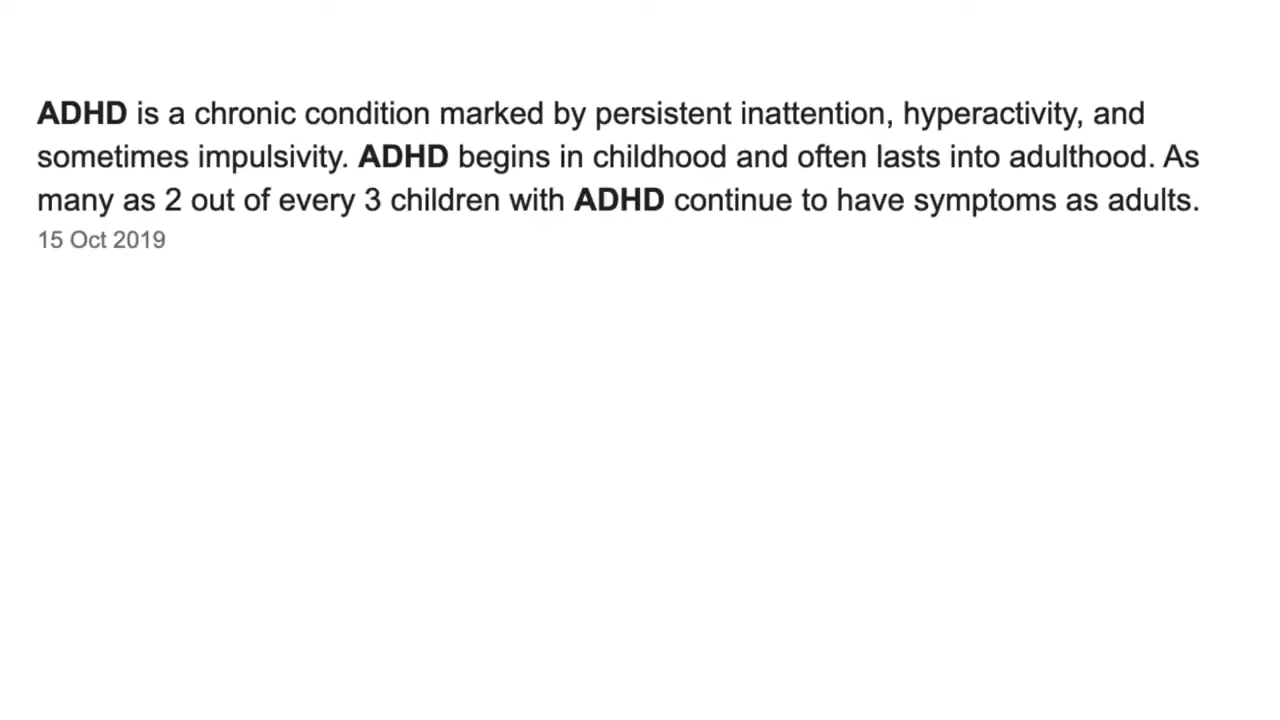 ADHD is a chronic condition marked by persistent inattention, hyperactivity, and
sometimes impulsivity. ADHD begins in childhood and often lasts into adulthood. As
many as 2 out of every 3 children with ADHD continue to have symptoms as adults.
15 Oct 2019